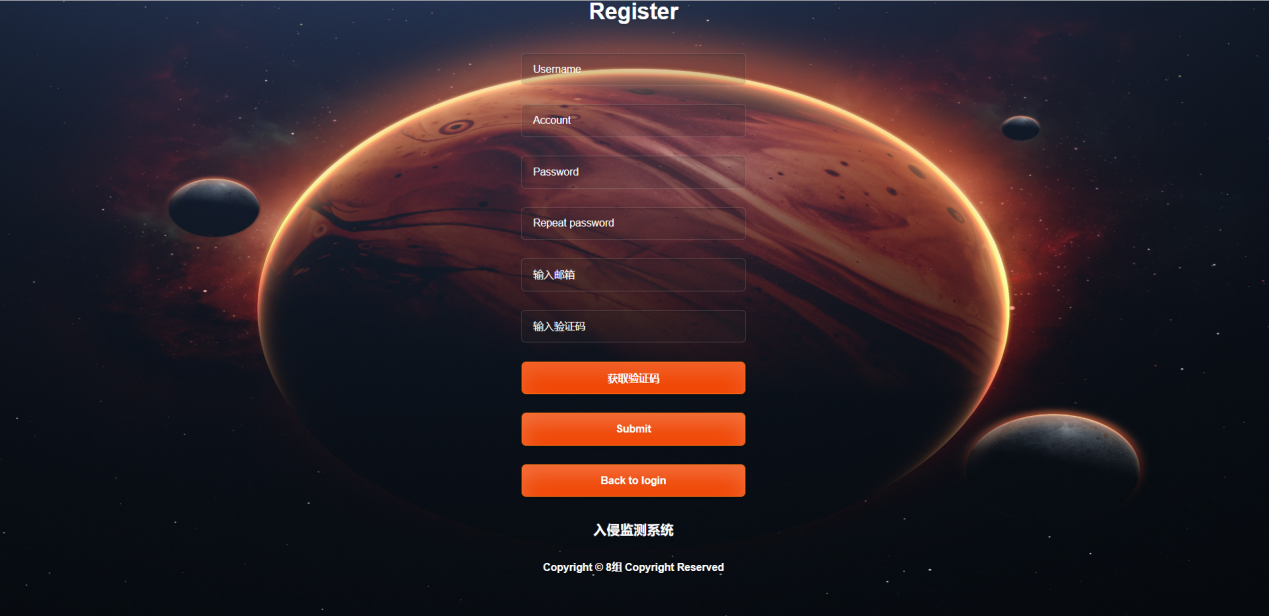 Register
Username
Account
Password
Repeat password
输入邮箱
输入验证码
获取验证码
Submit
Back to login
入侵监测系统
Copyright © 8组 Copyright Reserved